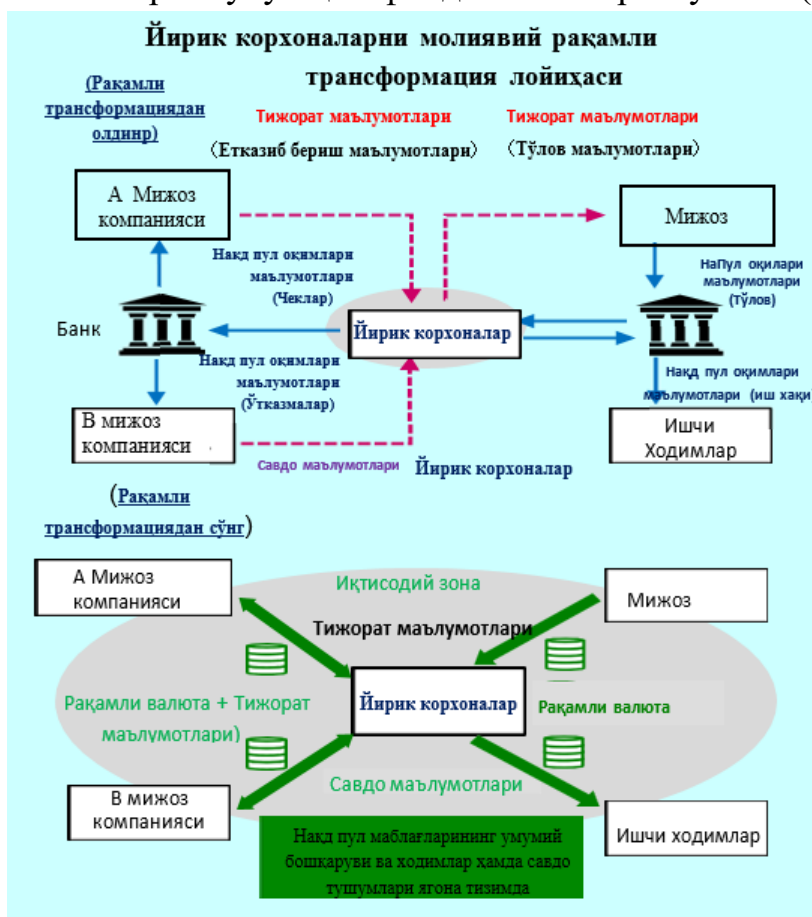 Йирик корхоналарни молиявий рақамли
трансформация лойиҳаси
(Рақамли
трансформациядан
олдинр)
Тижорат маълумотлари
(Етказиб бериш маълумотлари)
Тижорат маълумотлари
(Тўлов маълумотлари)
А Мижоз
компанияси
Мижоз
Нақд пул оқимлари
маълумотлари
(Чеклар)
НаПул оқилари
маълумотлари
(Тўлов)
Банк
Йирик корхоналар
Нақд пул оқимлари
маълумотлари
(Ўтказмалар)
Нақд пул оқимлари
маълумотлари (иш хақи
В мижоз
компанияси
Ишчи
Ходимлар
Савдо маълумотлари
Йирик корхоналар
(Рақамли
трансформациядан сўнг)
А Мижоз
компанияси
Иқтисодий зона
Мижоз
Тижорат маълумотлари
Рақамли валюта + Тижорат
маълумотлари)
Йирик корхоналар
Рақамли валюта
Савдо маълумотлари
В мижоз
компанияси
Ишчи ходимлар
Нақд пул маблағларининг умумий
бошқаруви ва ходимлар ҳамда савдо
тушумлари ягона тизимда